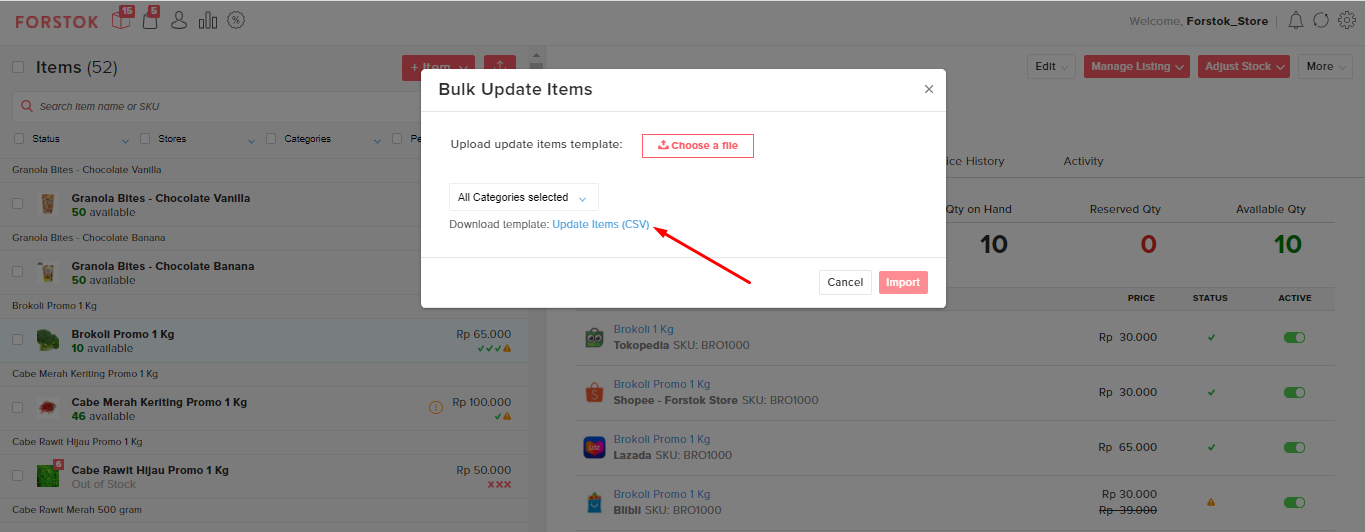 FORSTOK 15 5 Welcome, Forstok_Store
Items (52) + Item Edit Manage Listing Adjust Stock More
Bulk Update Items ×
Search item name or SKU
Status Stores Categories Pe
Upload update items template: Choose a file
ice History Activity
Granola Bites - Chocolate Vanilla
Granola Bites - Chocolate Vanilla
50 available
All Categories selected
Download template: Update Items (CSV)
Qty on Hand Reserved Qty Available Qty
10 0 10
Granola Bites - Chocolate Banana
Granola Bites - Chocolate Banana
50 available
Cancel Import
PRICE STATUS ACTIVE
Brokoli Promo 1 Kg
Brokoli Promo 1 Kg Rp 65.000
10 available
Brokoli 1 Kg
Tokopedia SKU: BRO1000 Rp 30.000
Cabe Merah Keriting Promo 1 Kg
Cabe Merah Keriting Promo 1 Kg Rp 100.000
46 available
Brokoli Promo 1 Kg
Shopee - Forstok Store SKU: BRO1000 Rp 30.000
Cabe Rawit Hijau Promo 1 Kg
6 Cabe Rawit Hijau Promo 1 Kg Rp 50.000
Out of Stock
Brokoli Promo 1 Kg
Lazada SKU: BRO1000 Rp 65.000
Cabe Rawit Merah 500 gram
Brokoli Promo 1 Kg Rp 30.000
Blibli SKU: BRO1000 Rp 39.000